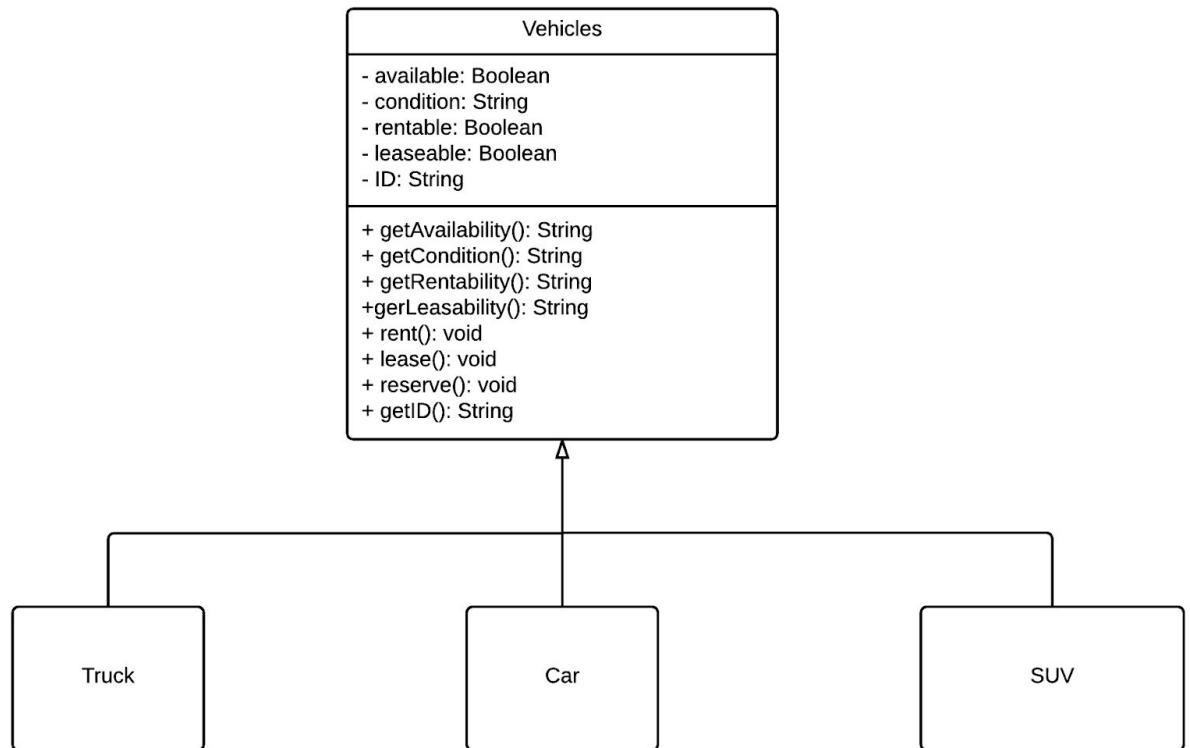 Vehicles
- available: Boolean
- condition: String
- rentable: Boolean
- leaseable: Boolean
- ID: String
+ getAvailability(): String
+ getCondition(): String
+ getRentability(): String
+gerLeasability(): String
+ rent(): void
+ lease(): void
+ reserve(): void
+ getID(): String
Truck
Car
SUV